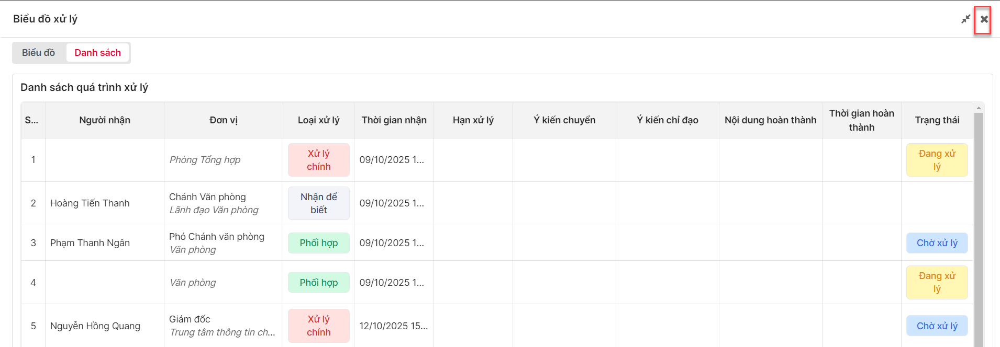 Biểu đồ xử lý
Biểu đồ Danh sách
Danh sách quá trình xử lý
S... Người nhận Đơn vị Loại xử lý Thời gian nhận Hạn xử lý Ý kiến chuyển Ý kiến chỉ đạo Nội dung hoàn thành Thời gian hoàn thành Trạng thái
1 Phòng Tổng hợp Xử lý chính 09/10/2025 1... Đang xử lý
2 Hoàng Tiến Thanh Chánh Văn phòng Lãnh đạo Văn phòng Nhận để biết 09/10/2025 1...
3 Phạm Thanh Ngân Phó Chánh văn phòng Văn phòng Phối hợp 09/10/2025 1... Chờ xử lý
4 Văn phòng Phối hợp 09/10/2025 1... Đang xử lý
5 Nguyễn Hồng Quang Giám đốc Trung tâm thông tin ch... Xử lý chính 12/10/2025 15... Chờ xử lý